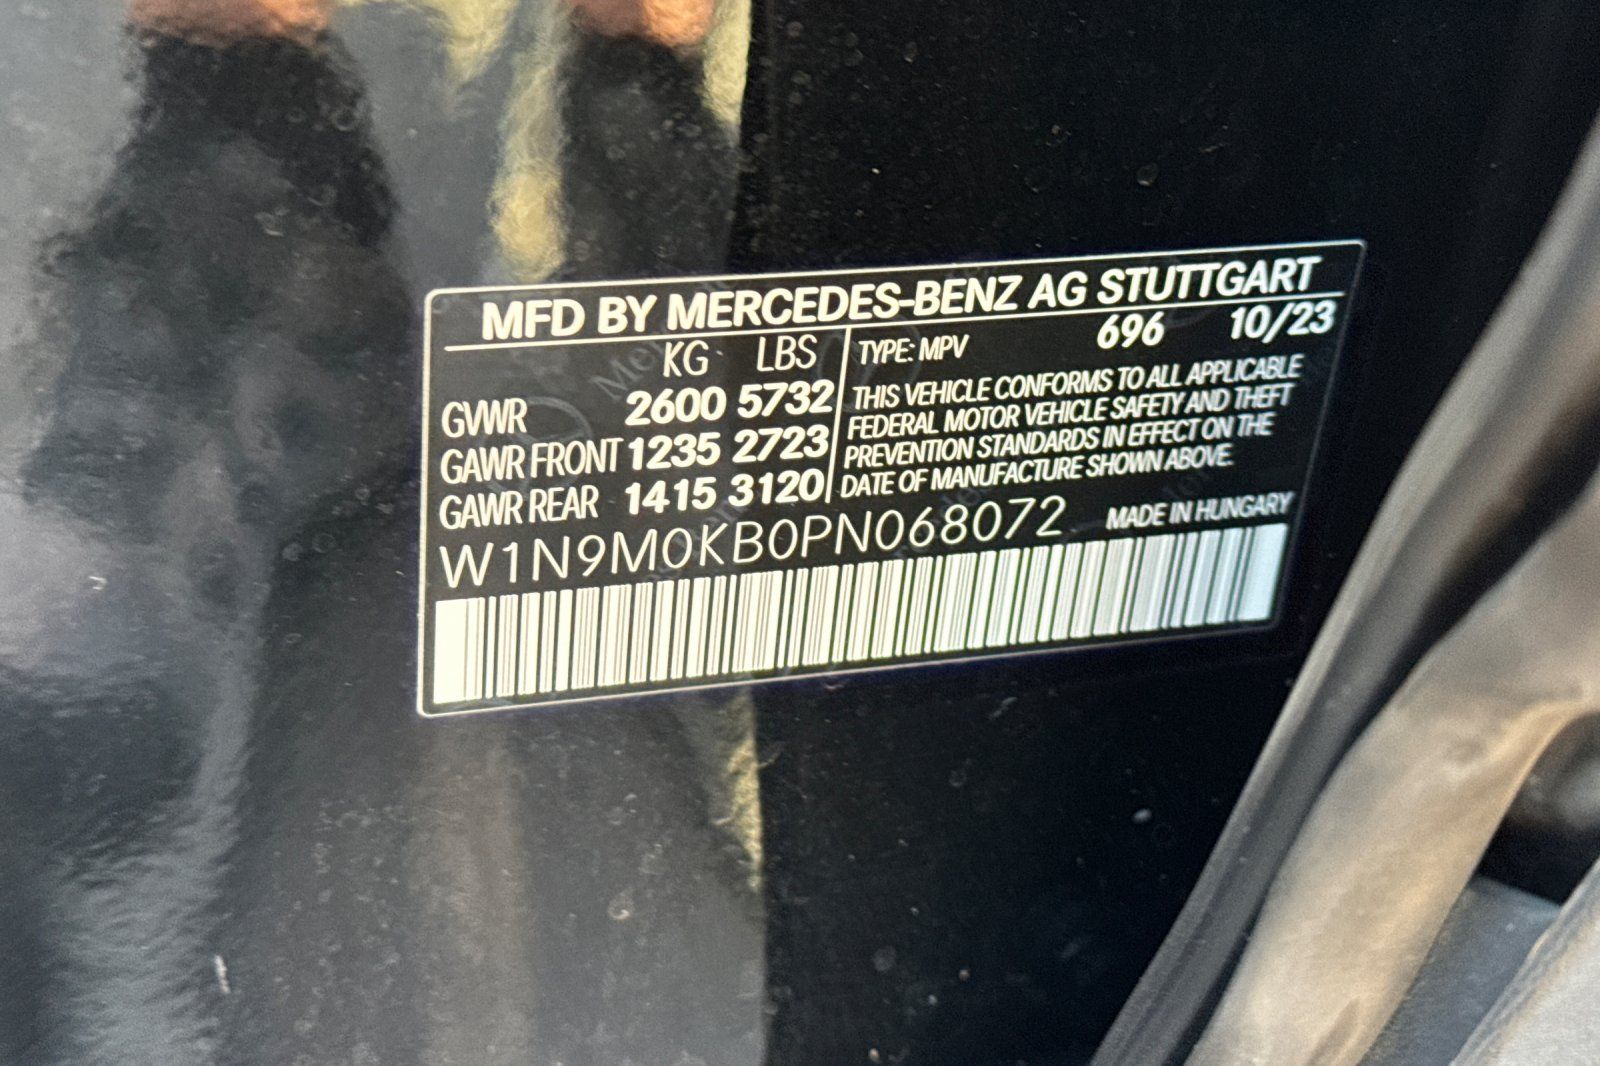 MFD BY MERCEDES-BENZ AG STUTTGART
KG LBS
GVWR 2600 5732
GAWR FRONT 1235 2723
GAWR REAR 1415 3120
TYPE: MPV 696 10/23
THIS VEHICLE CONFORMS TO ALL APPLICABLE
FEDERAL MOTOR VEHICLE SAFETY AND THEFT
PREVENTION STANDARDS IN EFFECT ON THE
DATE OF MANUFACTURE SHOWN ABOVE.
W1N9M0KB0PN068072 MADE IN HUNGARY